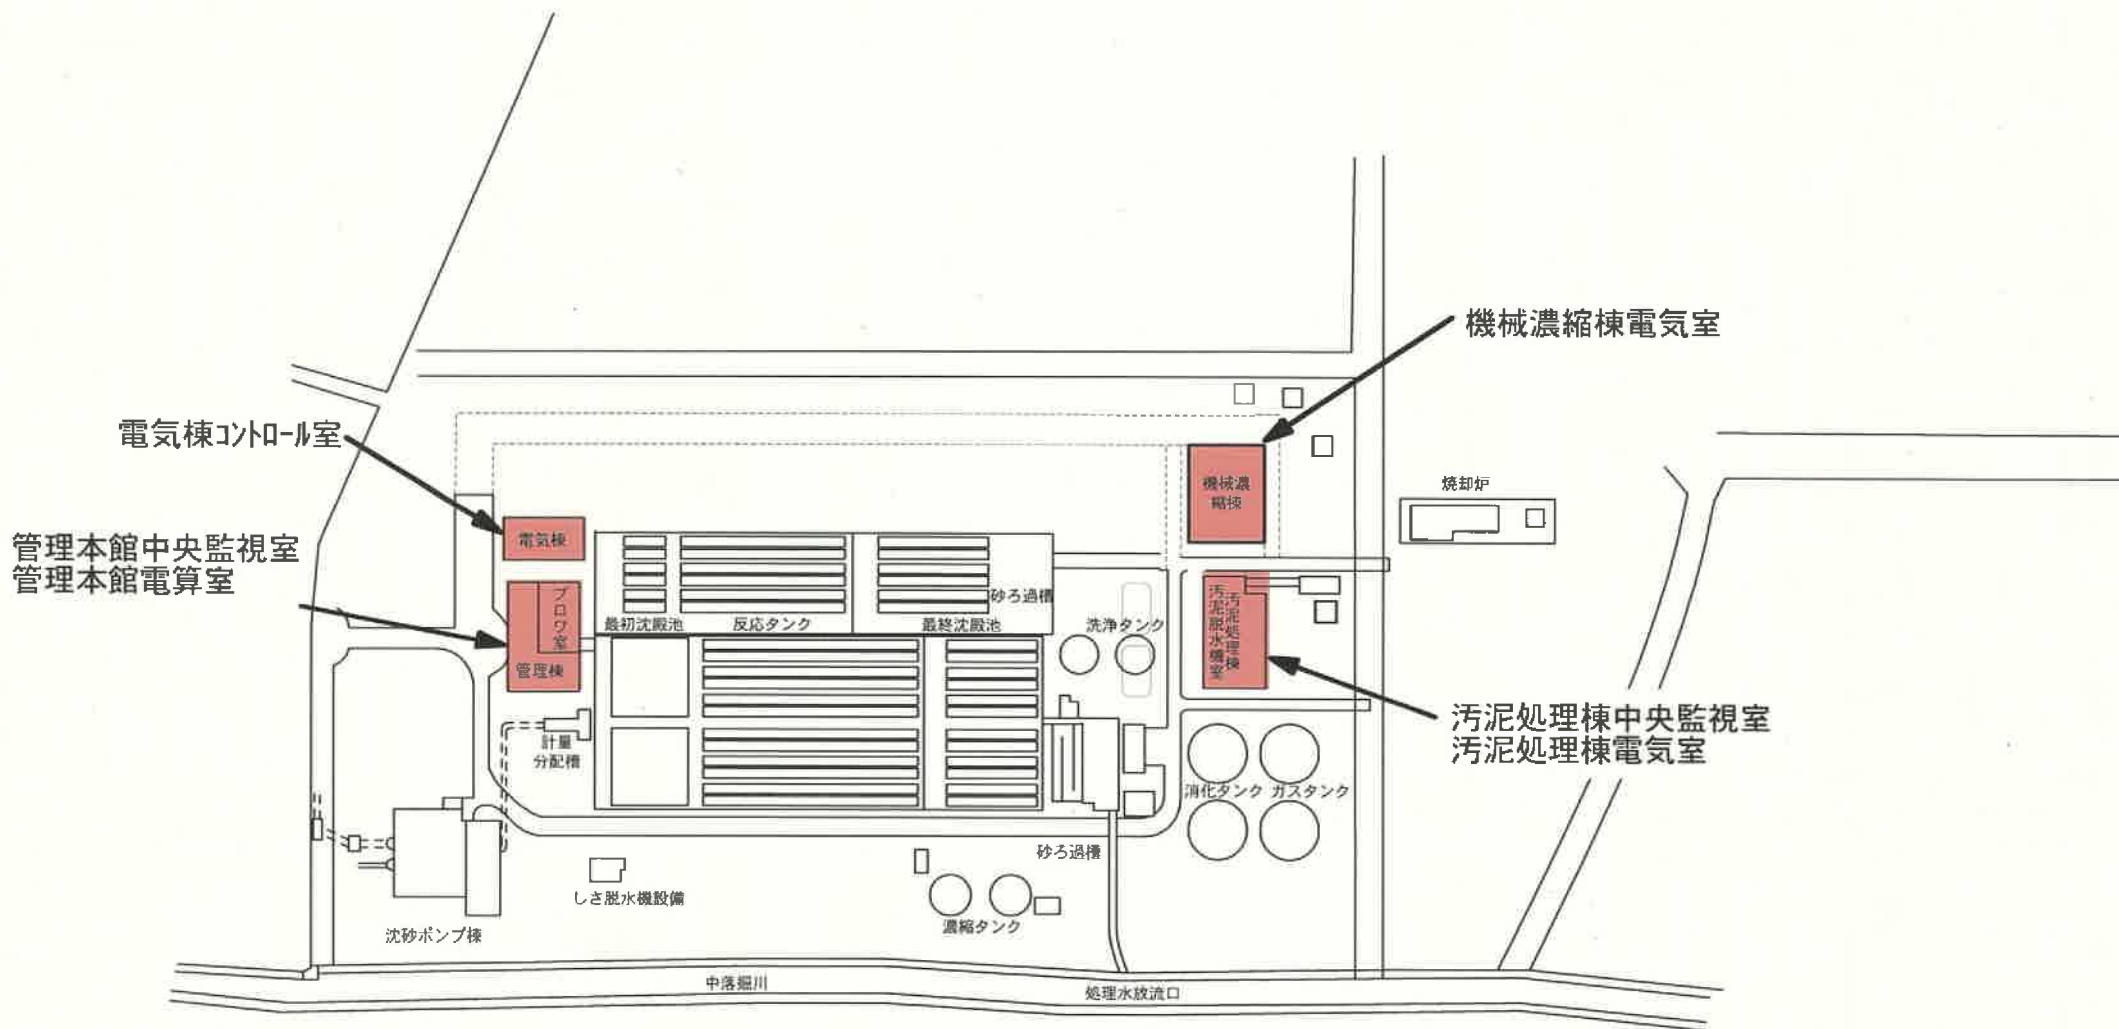 機械濃縮棟電気室
電気棟コントロール室
機械濃
縮棟
焼却炉
管理本館中央監視室
管理本館電算室
電気棟
ブロワ室
管理棟
砂ろ過槽
最初沈殿池
反応タンク
最終沈殿池
洗浄タンク
汚泥処理棟
汚泥脱水機室
汚泥処理棟中央監視室
汚泥処理棟電気室
計量
分配槽
消化タンク
ガスタンク
砂ろ過槽
しさ脱水機設備
濃縮タンク
沈砂ポンプ棟
中落堀川
処理水放流口